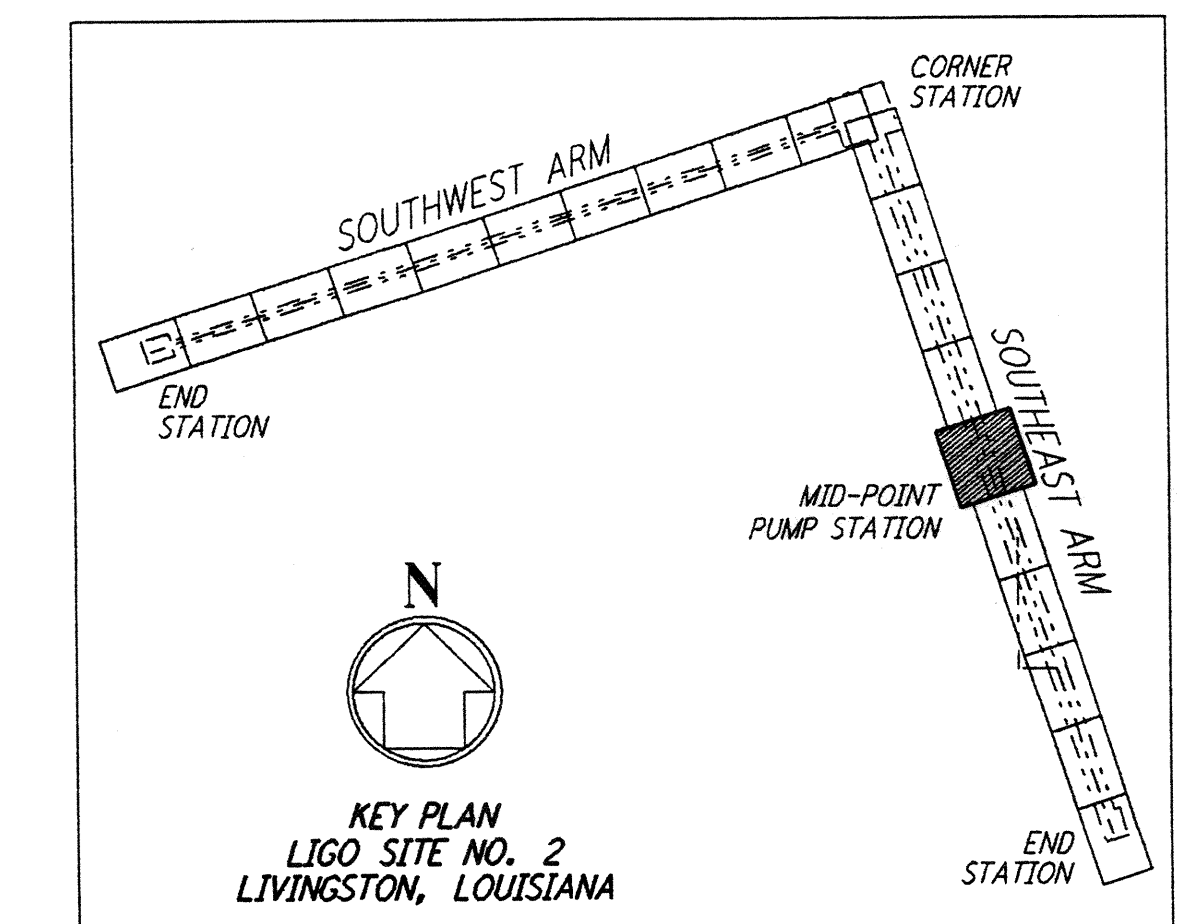 CORNER
STATION
SOUTHWEST ARM
END
STATION
SOUTHEAST ARM
MID-POINT
PUMP STATION
N
KEY PLAN
LIGO SITE NO. 2
LIVINGSTON, LOUISIANA
END
STATION